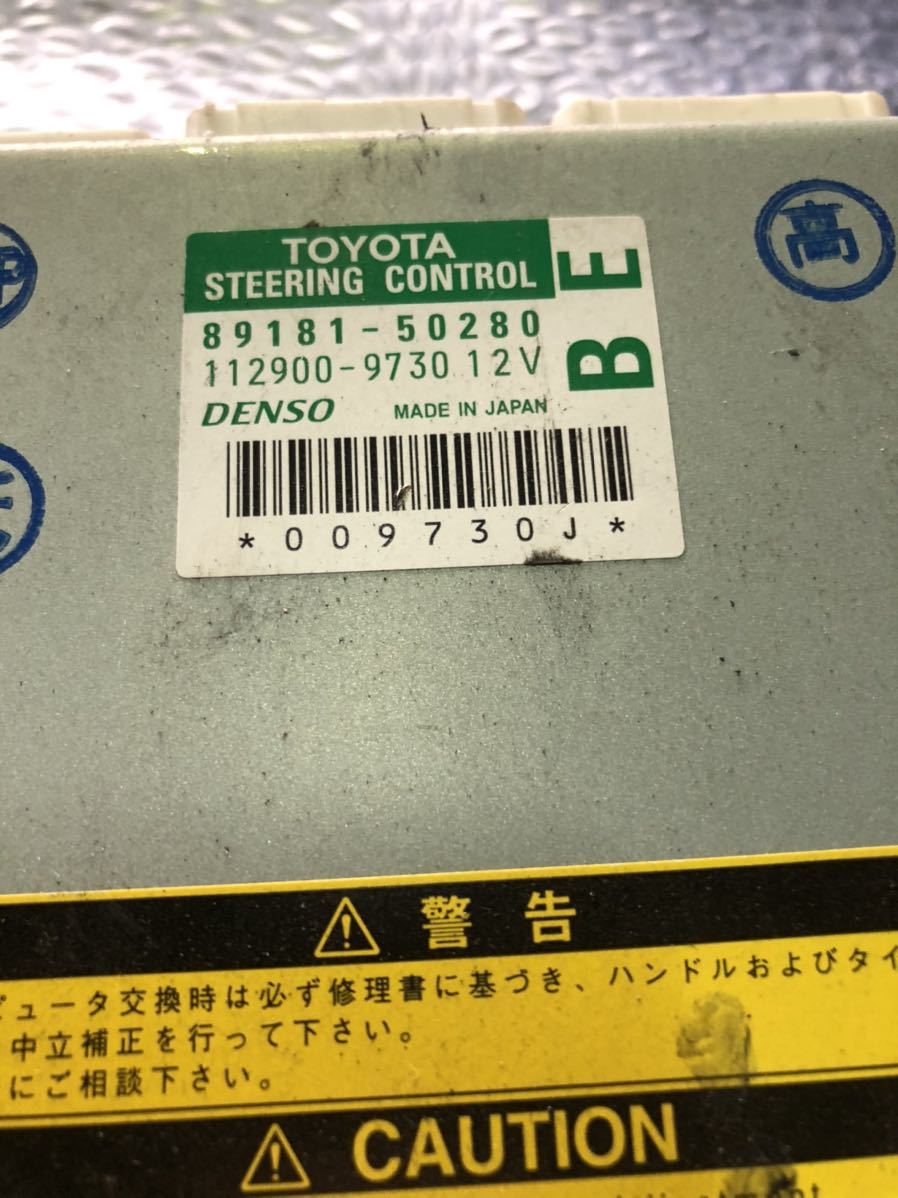 高
TOYOTA
STEERING CONTROL
BE
89181-50280
112900-9730 12V
DENSO MADE IN JAPAN
*009730J*
警告
ピュータ交換時は必ず修理書に基づき、ハンドルおよびタイ
中立補正を行って下さい。
にご相談下さい。
CAUTION